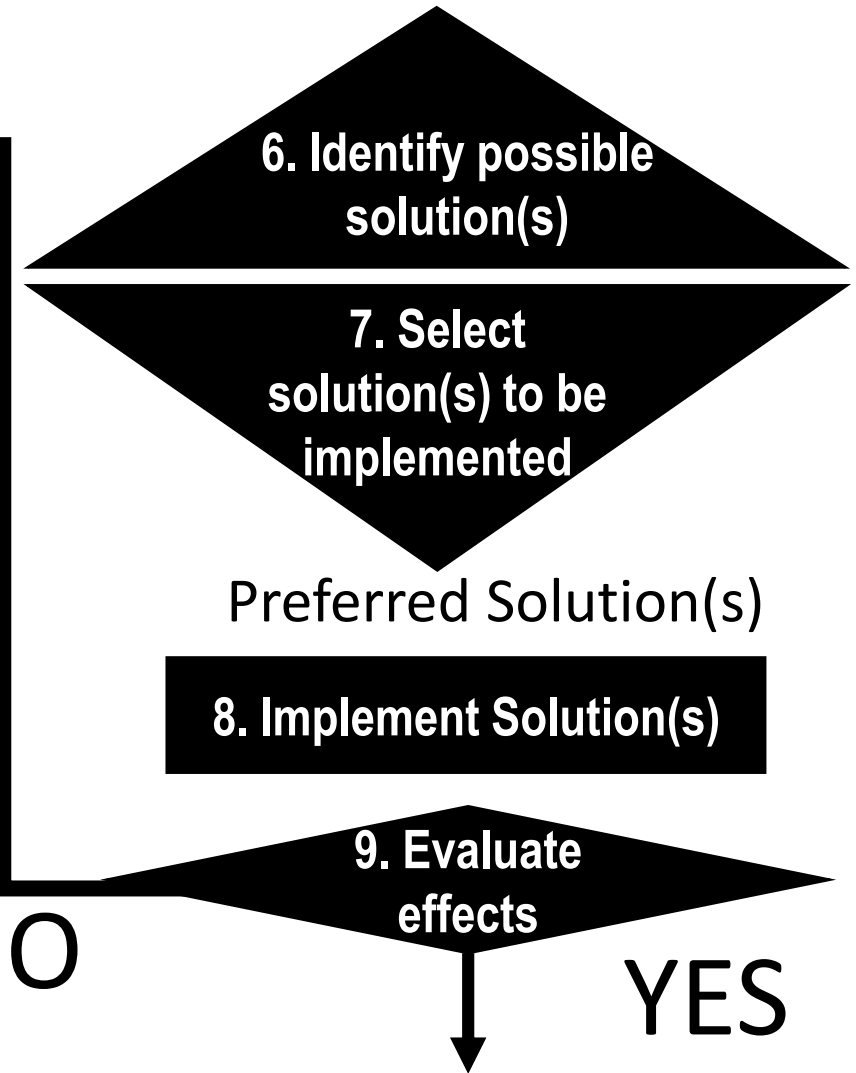 6. Identify possible
solution(s)
7. Select
solution(s) to be
implemented
Preferred Solution(s)
8. Implement Solution(s)
9. Evaluate
effects
O
YES